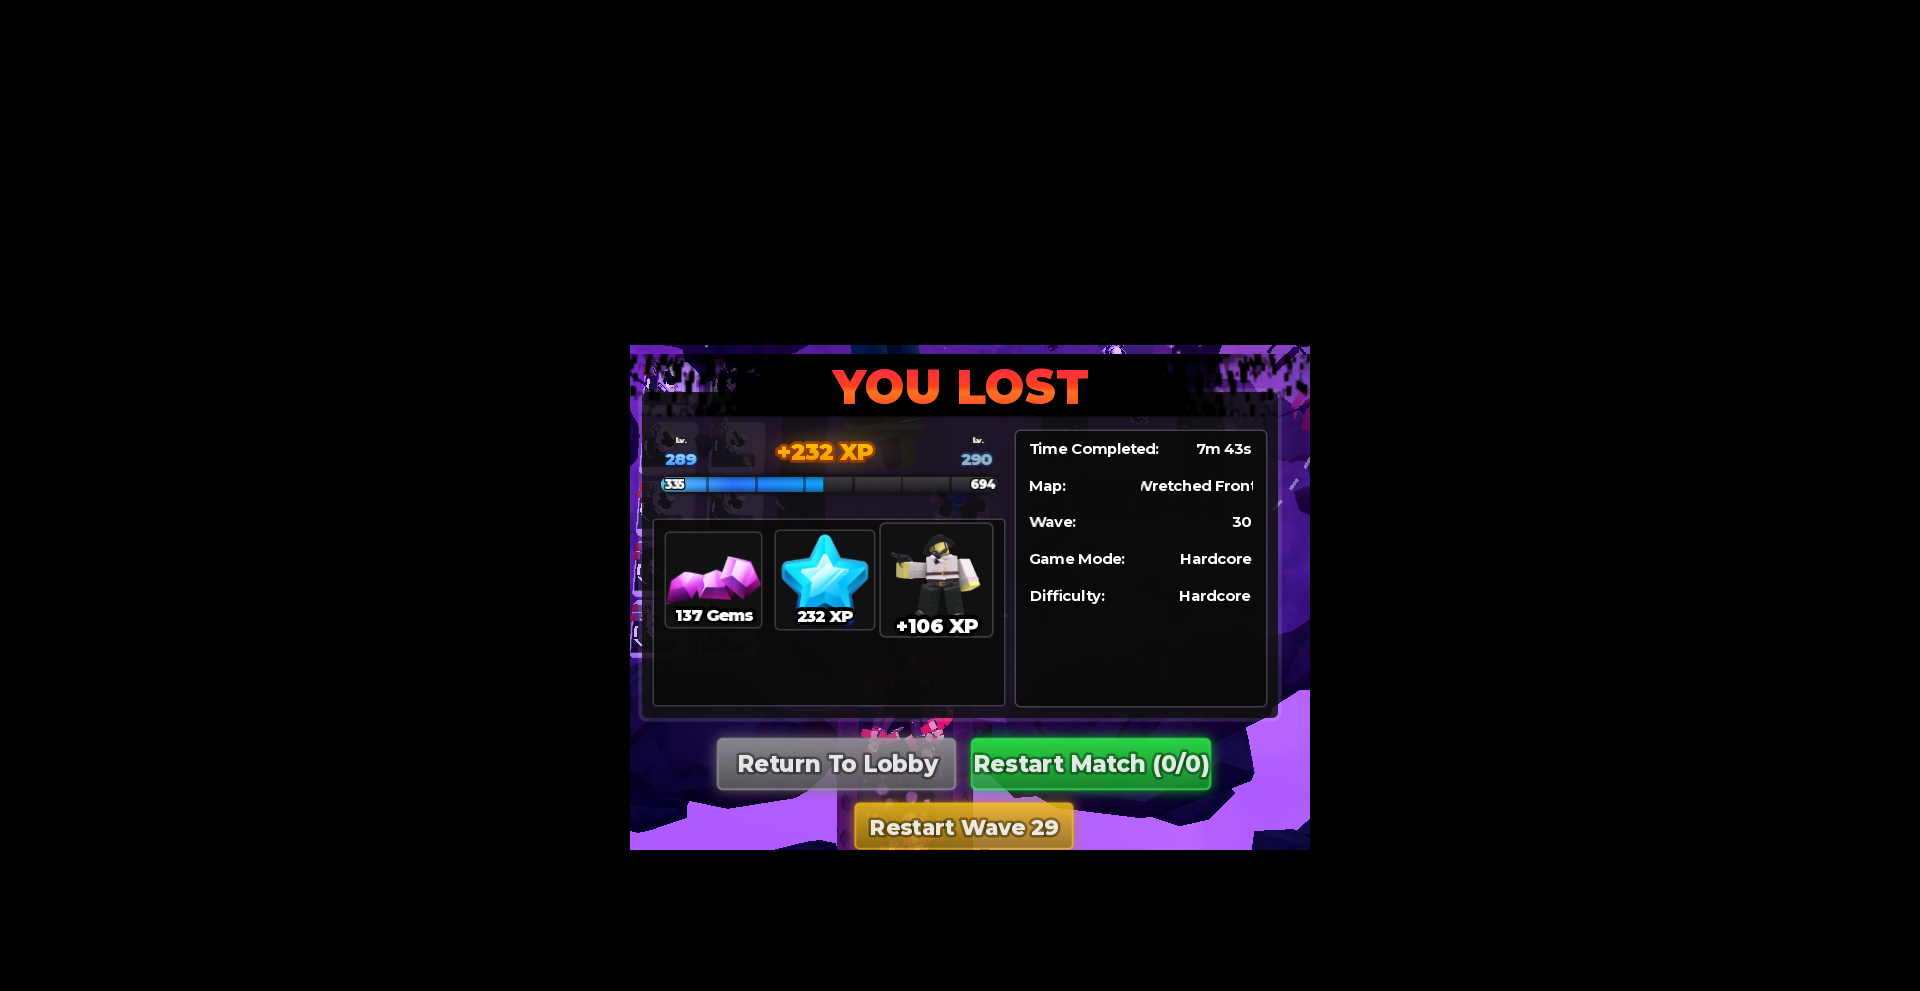 YOU LOST
lv.
289
+232 XP
lv.
290
335
694
137 Gems
232 XP
+106 XP
Time Completed: 7m 43s
Map: Wretched Front
Wave: 30
Game Mode: Hardcore
Difficulty: Hardcore
Return To Lobby
Restart Match (0/0)
Restart Wave 29